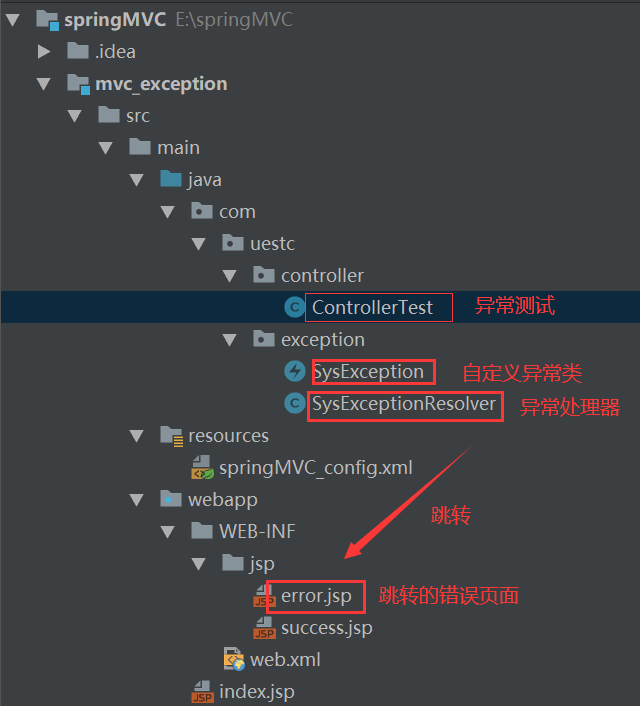 springMVC E:\springMVC
.idea
mvc_exception
src
main
java
com
uestc
controller
ControllerTest 异常测试
exception
SysException 自定义异常类
SysExceptionResolver 异常处理器
resources
springMVC_config.xml
webapp
跳转
WEB-INF
jsp
error.jsp 跳转的错误页面
success.jsp
web.xml
index.jsp